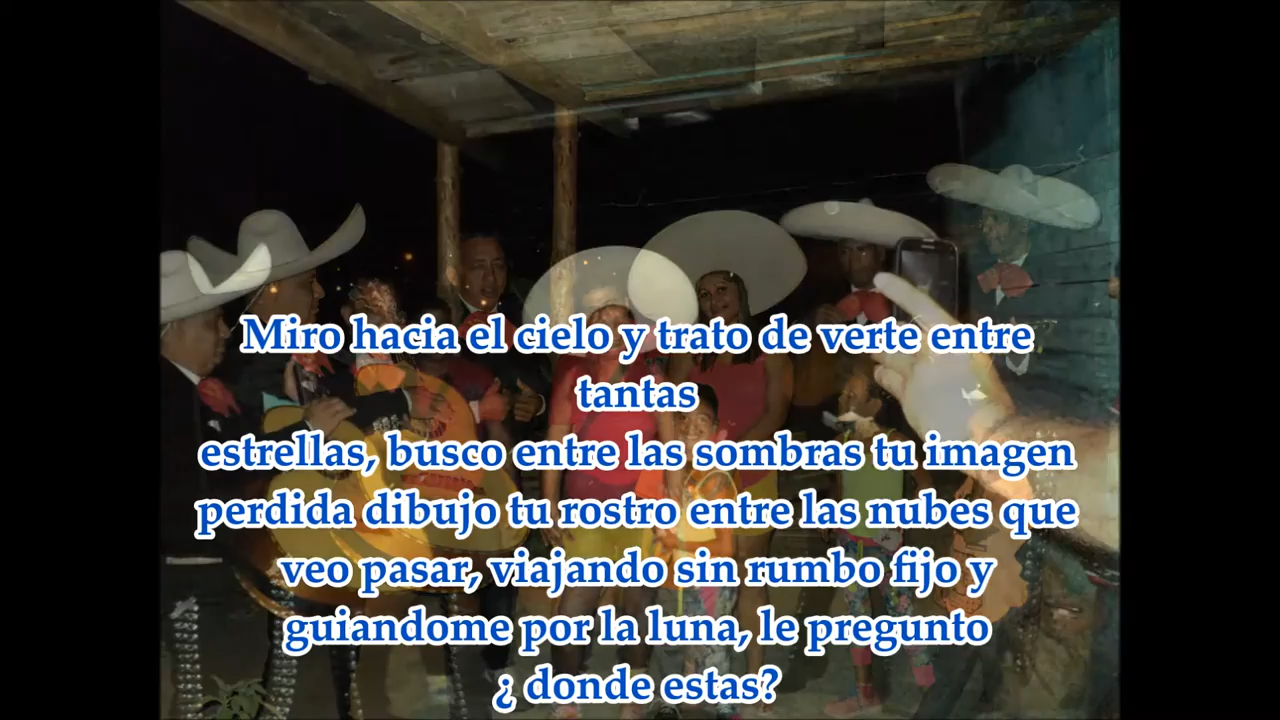 Miro hacia el cielo y trato de verte entre
tantas
estrellas, busco entre las sombras tu imagen
perdida dibujo tu rostro entre las nubes que
veo pasar, viajando sin rumbo fijo y
guiandome por la luna, le pregunto
¿ donde estas?